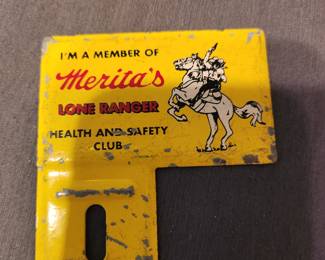 I'M A MEMBER OF
Merita's
LONE RANGER
HEALTH AND SAFETY
CLUB